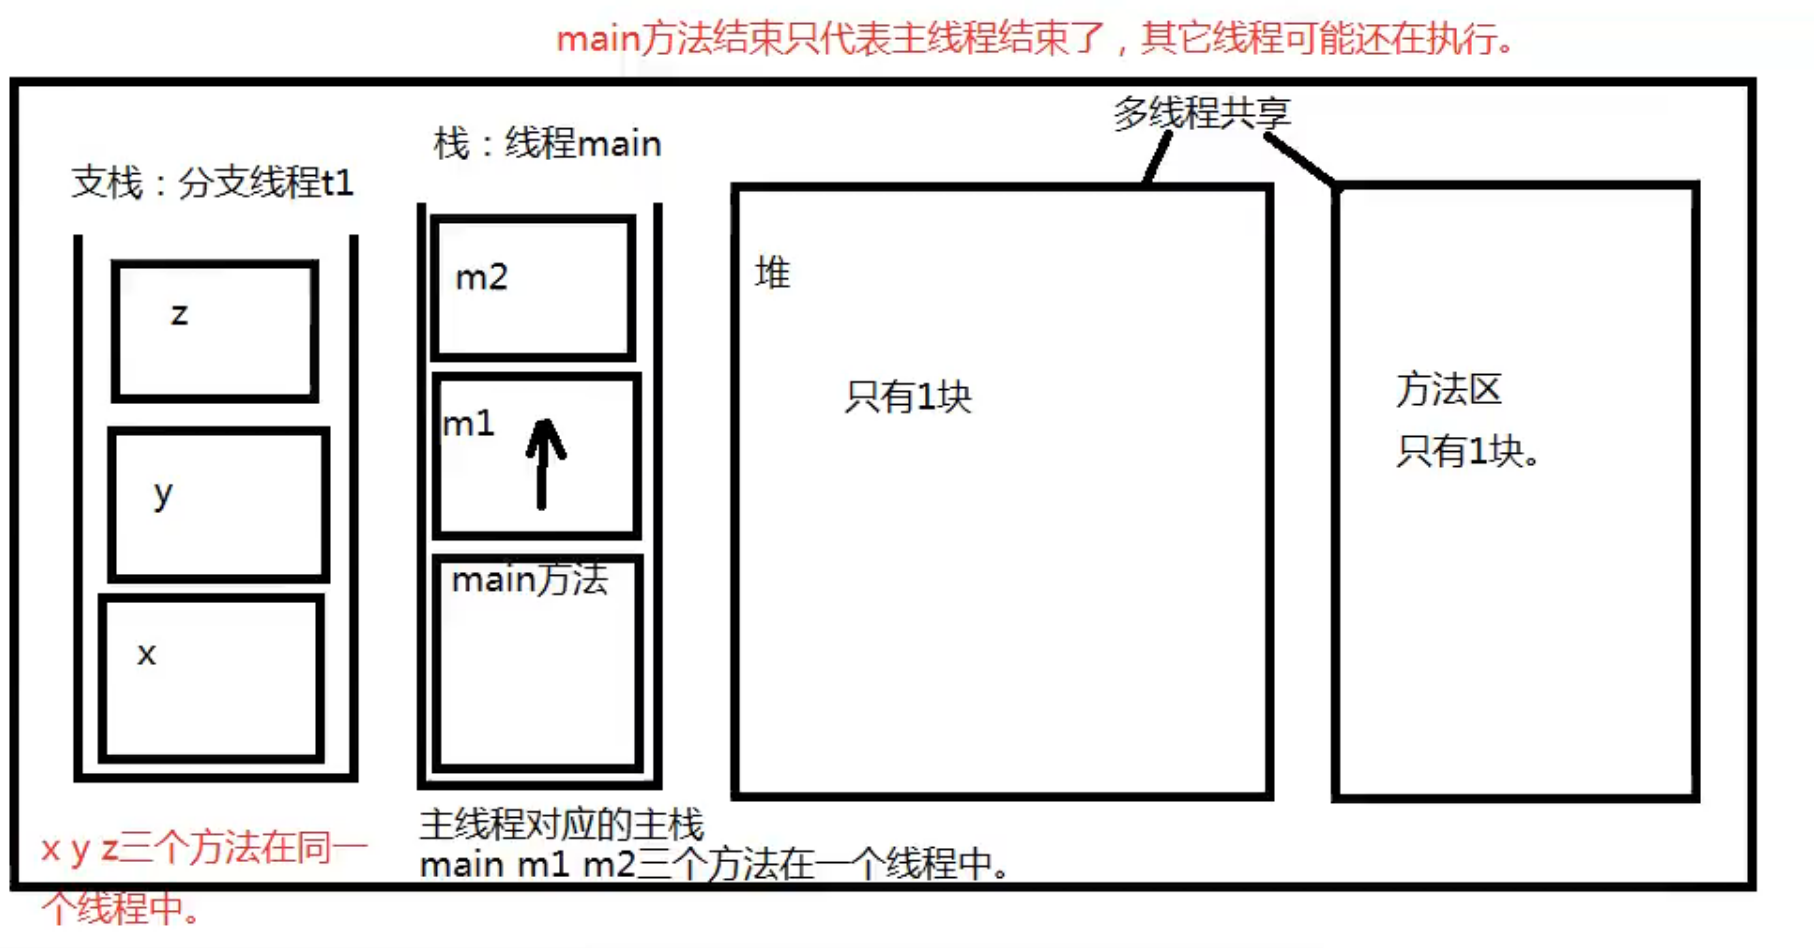 main方法结束只代表主线程结束了，其它线程可能还在执行。
多线程共享
栈：线程main
支栈：分支线程t1
z
y
x
m2
m1
main方法
堆
只有1块
方法区
只有1块。
x y z三个方法在同一
个线程中。
主线程对应的主栈
main m1 m2三个方法在一个线程中。